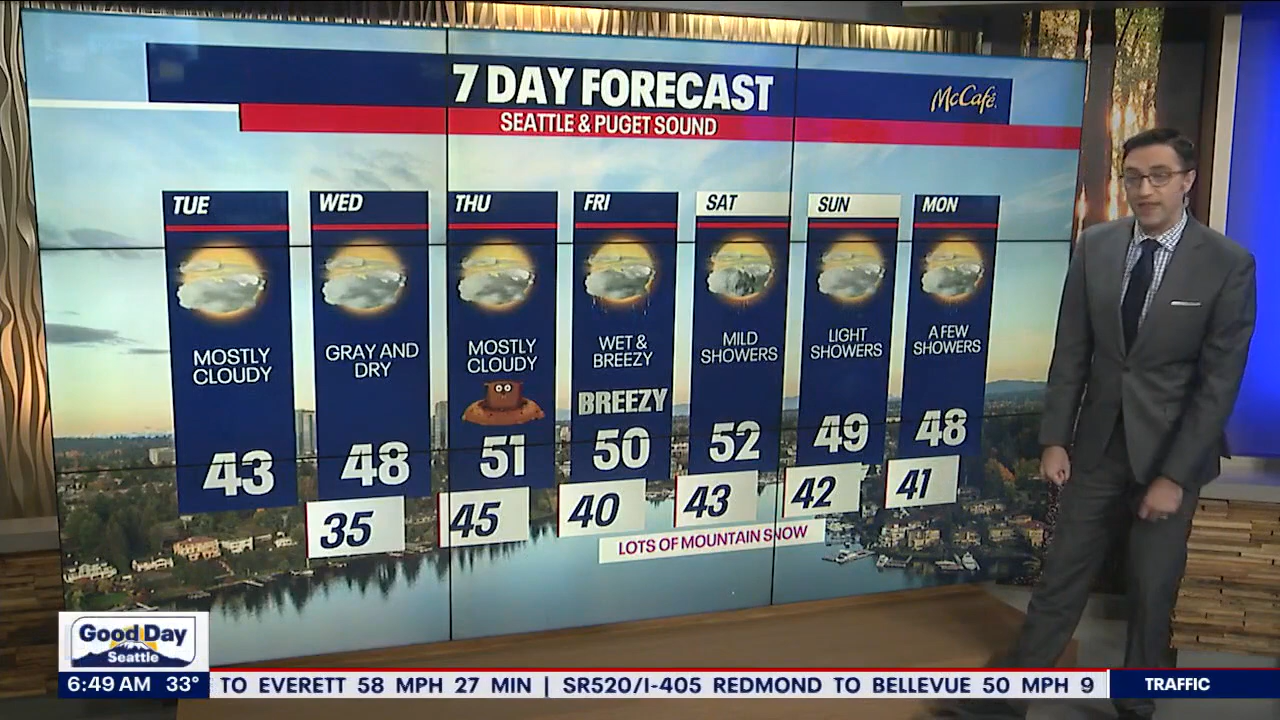 7 DAY FORECAST
McCafé
SEATTLE & PUGET SOUND
TUE
WED
THU
FRI
SAT
SUN
MON
MOSTLY
CLOUDY
GRAY AND
DRY
MOSTLY
CLOUDY
WET &
BREEZY
MILD
SHOWERS
LIGHT
SHOWERS
A FEW
SHOWERS
BREEZY
43
48
51
50
52
49
48
35
45
40
43
42
41
LOTS OF MOUNTAIN SNOW
Good Day
Seattle
6:49 AM 33° TO EVERETT 58 MPH 27 MIN | SR520/I-405 REDMOND TO BELLEVUE 50 MPH 9 TRAFFIC